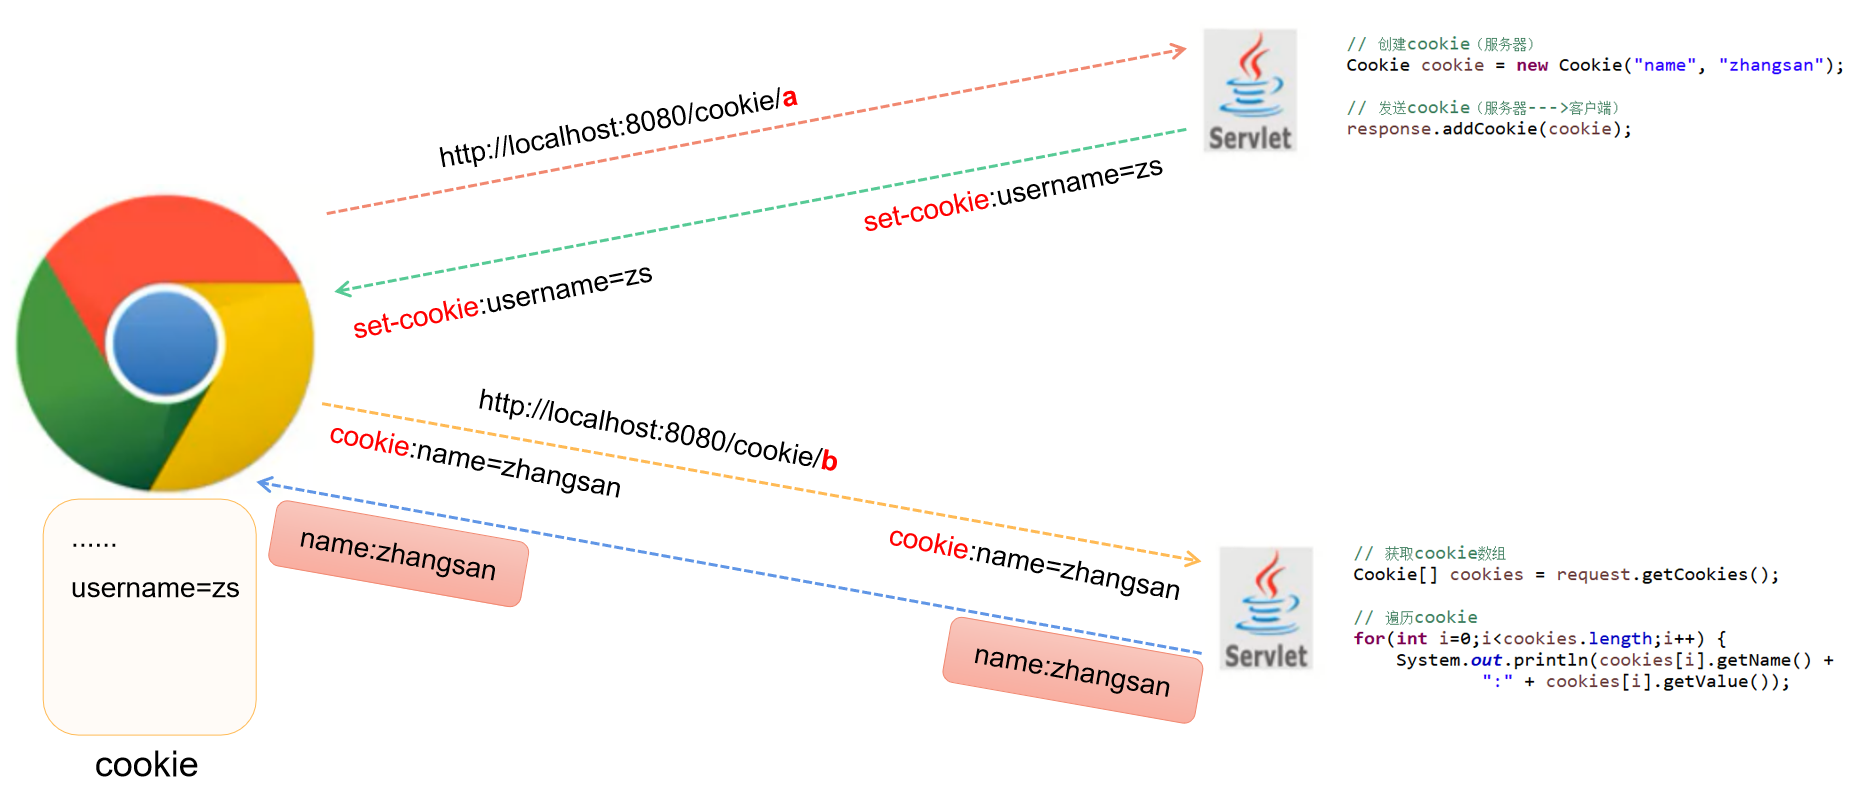 http://localhost:8080/cookie/a
set-cookie:username=zs
set-cookie:username=zs
Servlet
// 创建cookie（服务器）
Cookie cookie = new Cookie("name", "zhangsan");
// 发送cookie（服务器--->客户端）
response.addCookie(cookie);
http://localhost:8080/cookie/b
cookie:name=zhangsan
cookie:name=zhangsan
name:zhangsan
name:zhangsan
Servlet
// 获取cookie数组
Cookie[] cookies = request.getCookies();
// 遍历cookie
for(int i=0;i<cookies.length;i++) {
System.out.println(cookies[i].getName() +
":" + cookies[i].getValue());
......
username=zs
cookie